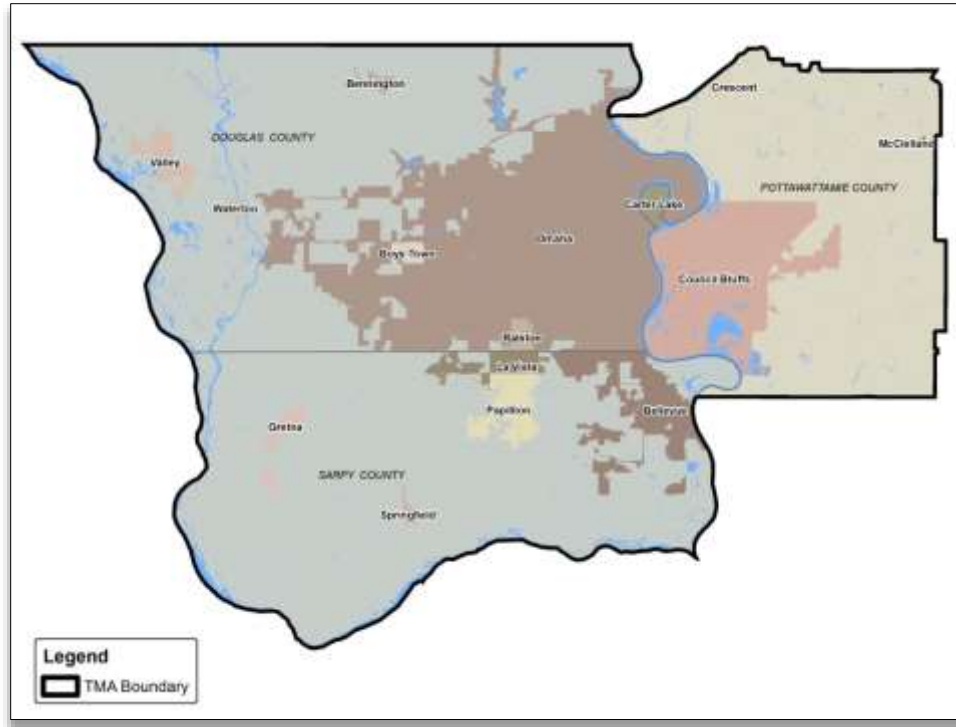 Bennington
Crescent
DOUGLAS COUNTY
McClelland
Valley
POTTAWATTAMIE COUNTY
Waterloo
Carter Lake
Omaha
Boys Town
Council Bluffs
Ralston
La Vista
Papillion
Bellevue
Gretna
SARPY COUNTY
Springfield
Legend
TMA Boundary